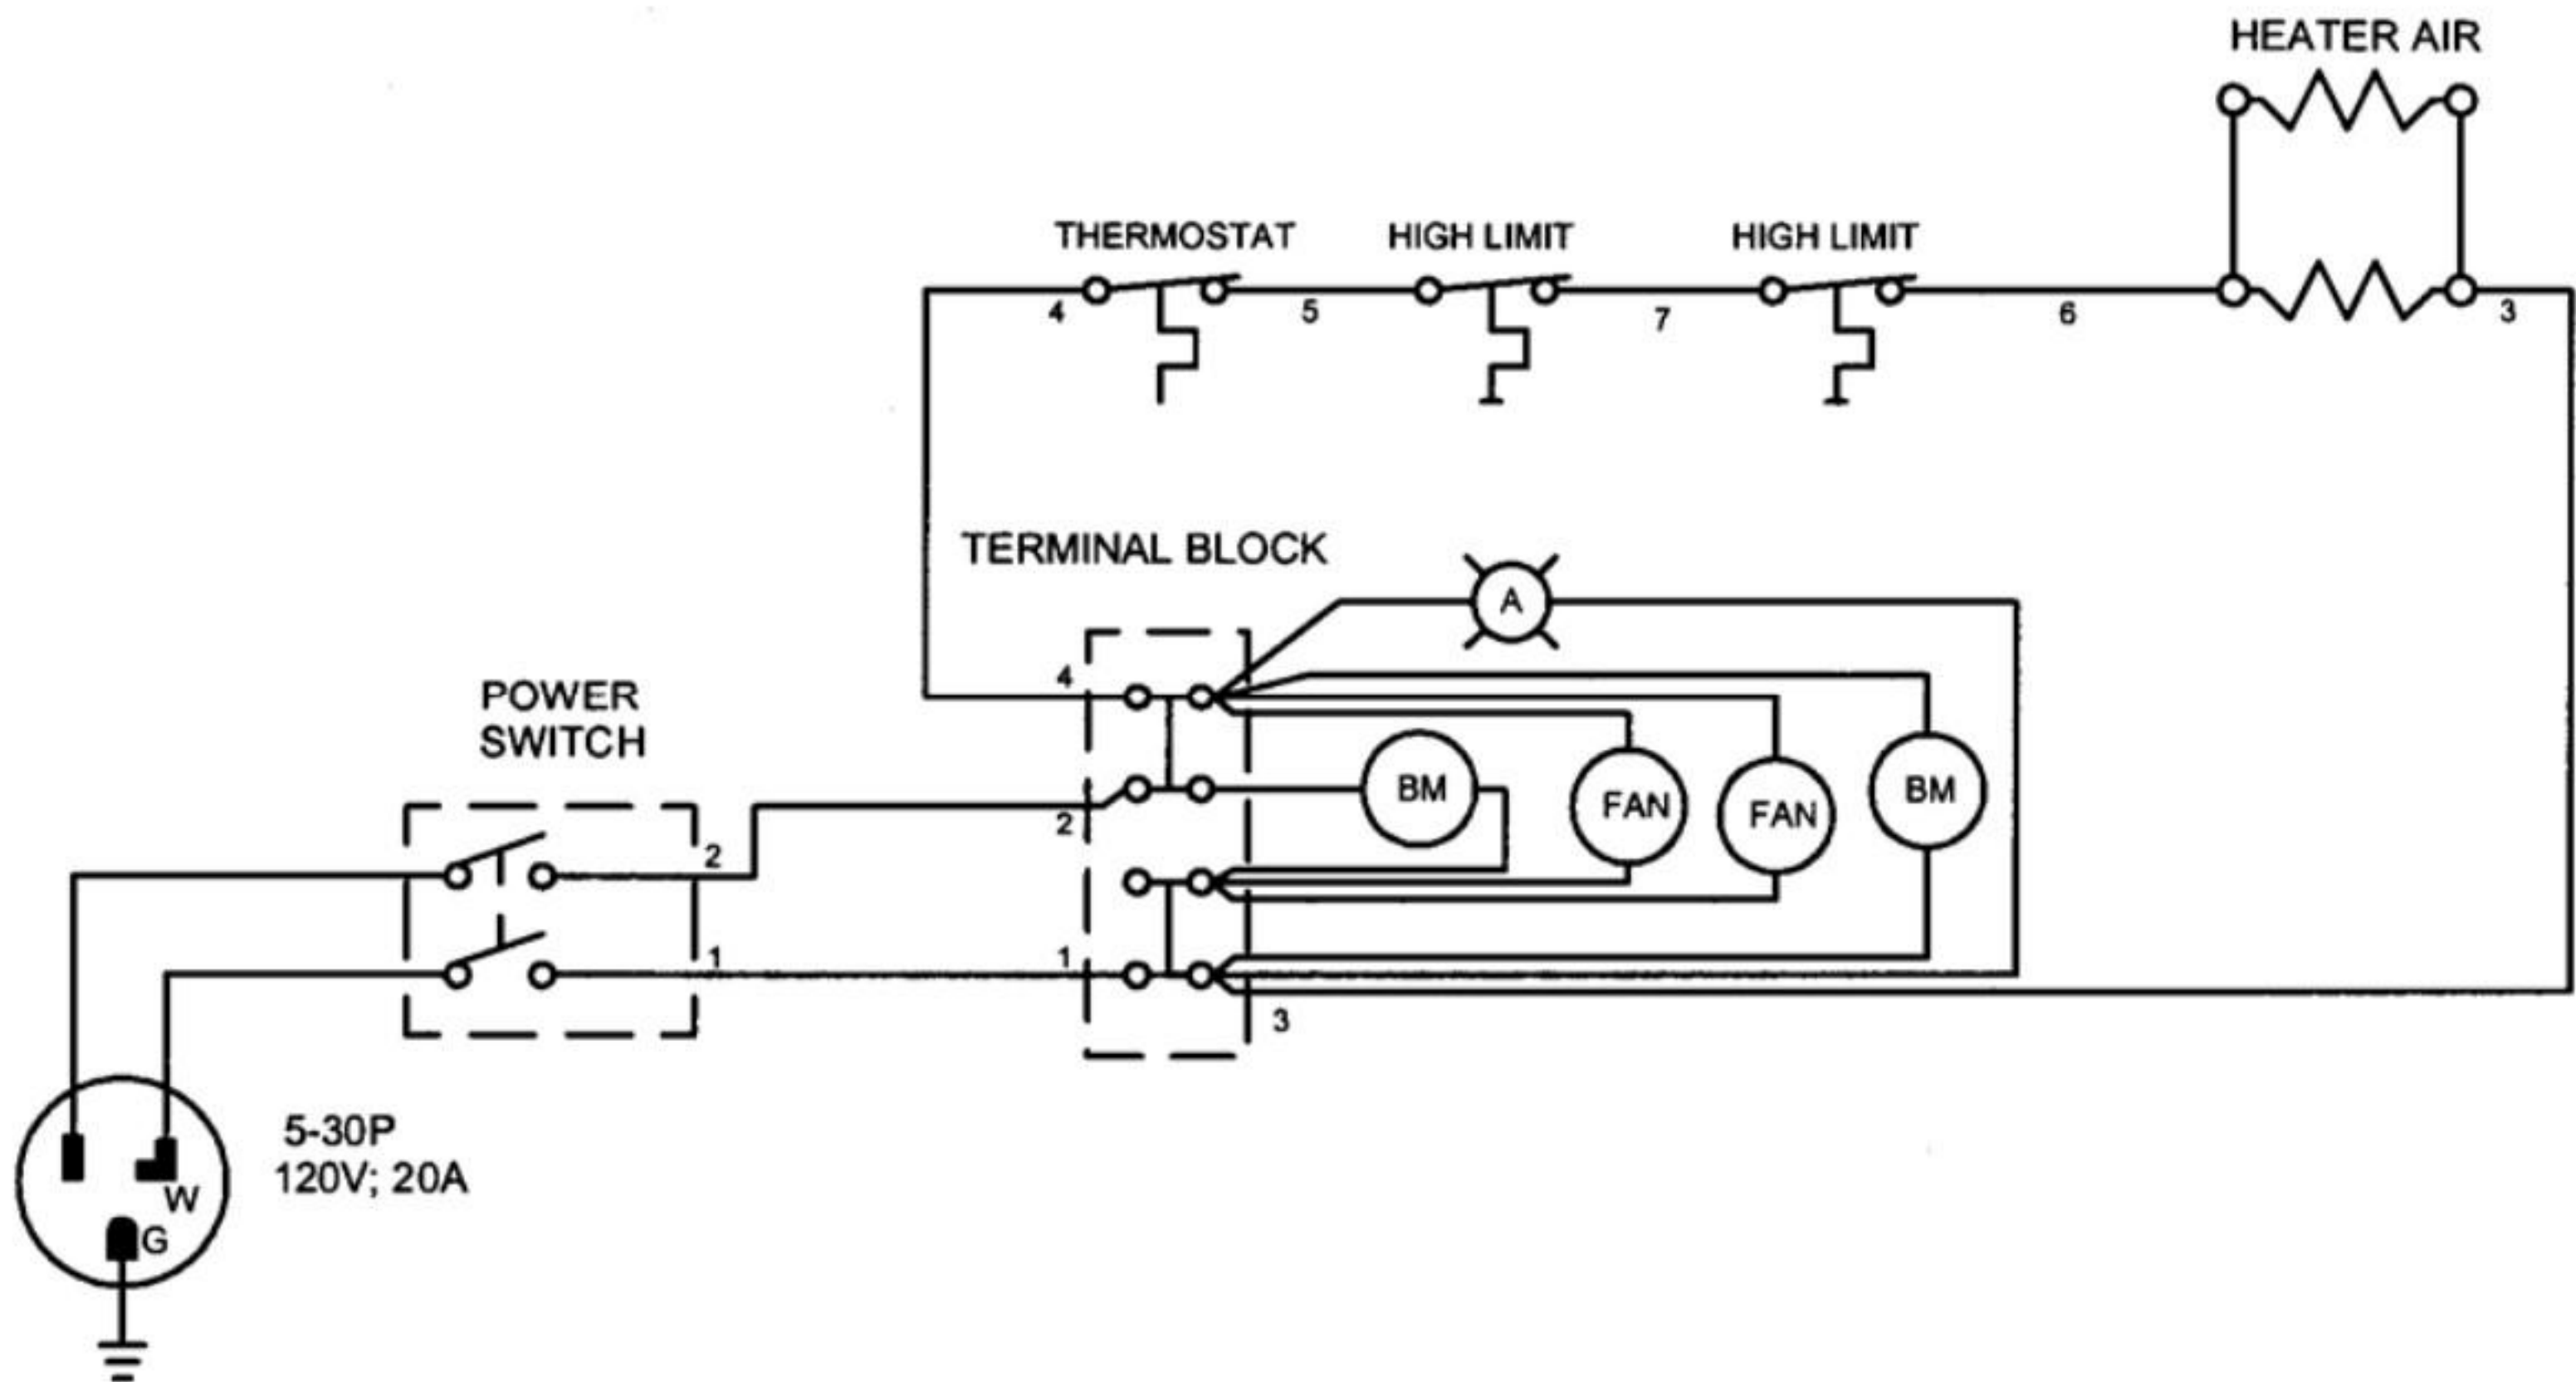 HEATER AIR
THERMOSTAT
HIGH LIMIT
HIGH LIMIT
4
5
7
6
3
TERMINAL BLOCK
A
4
POWER
SWITCH
BM
FAN
FAN
BM
2
2
1
1
3
5-30P
120V; 20A
W
G